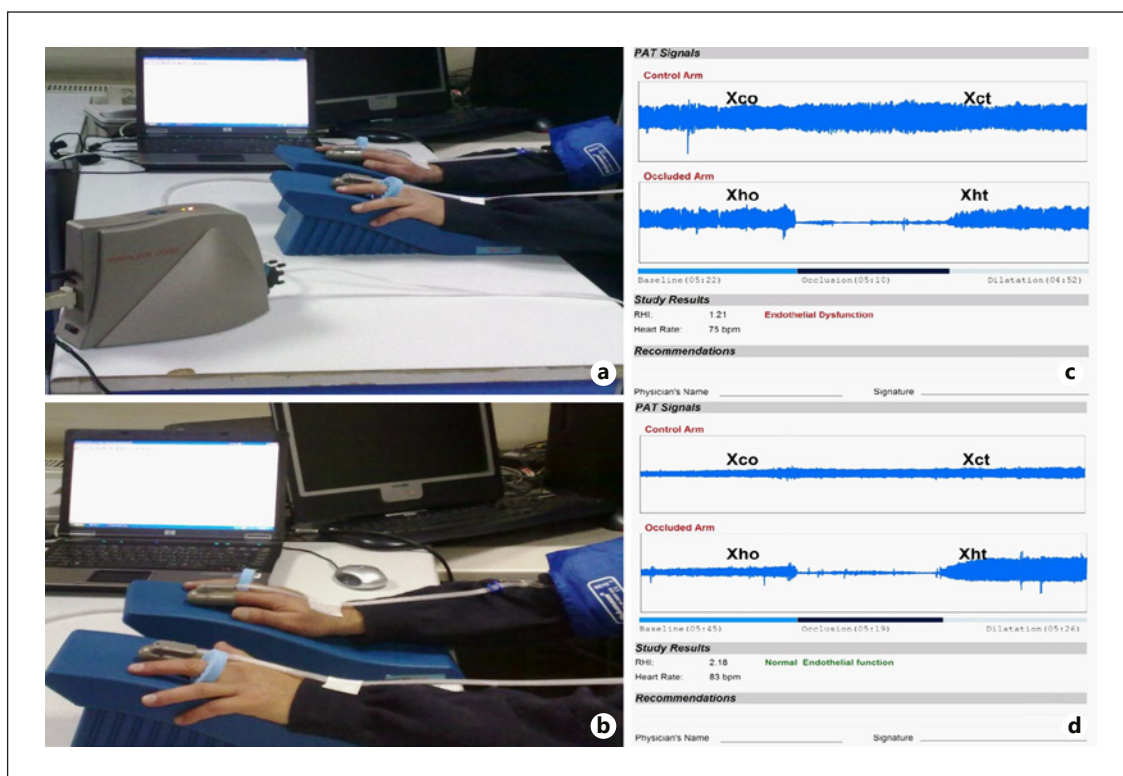 PAT Signals
Control Arm
Xco Xct
Occluded Arm
Xho Xht
Baseline(05:22) Occlusion(05:10) Dilatation(04:52)
Study Results
RHI: 1.21 Endothelial Dysfunction
Heart Rate: 75 bpm
Recommendations
Physician's Name Signature
a
c
PAT Signals
Control Arm
Xco Xct
Occluded Arm
Xho Xht
Baseline(05:45) Occlusion(05:19) Dilatation(05:26)
Study Results
RHI: 2.18 Normal Endothelial function
Heart Rate: 83 bpm
Recommendations
Physician's Name Signature
b
d